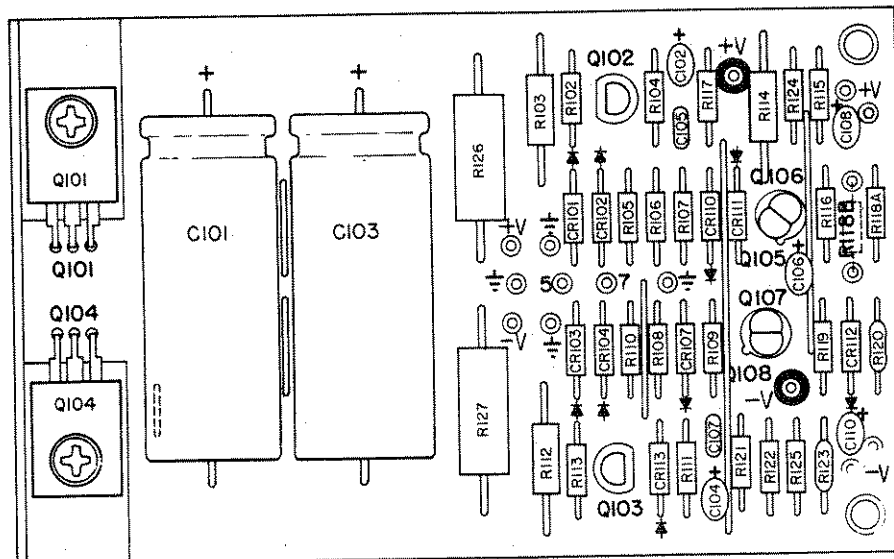 Q101
Q101
Q104
Q104
+
C101
+
C103
R126
R127
R103
R102
Q102
R104
+
C102
C105
R117
+V
R114
R124
R115
+V
+
C108
CR101
CR102
R105
R106
R107
CR110
CR111
Q106
Q105
R116
R118B
R118A
+
C106
+V
5
7
-V
CR103
CR104
R110
R108
CR107
R109
Q107
Q108
-V
R119
CR112
R120
R112
R113
Q103
CR113
R111
C107
C104
+
R121
R122
R125
R123
+
C110
-V